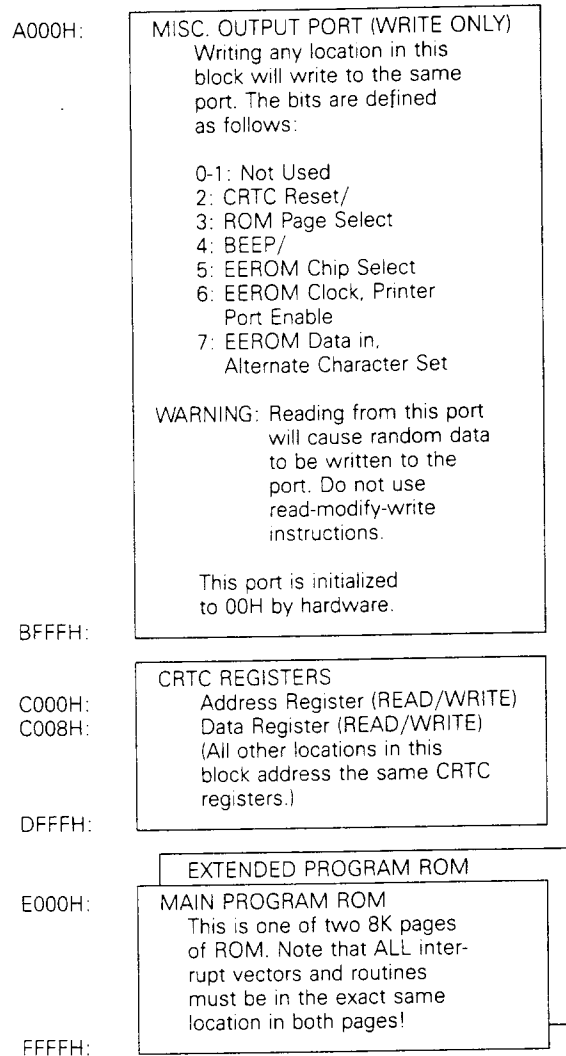 A000H: MISC. OUTPUT PORT (WRITE ONLY)
Writing any location in this
block will write to the same
port. The bits are defined
as follows:
0-1: Not Used
2: CRTC Reset/
3: ROM Page Select
4: BEEP/
5: EEROM Chip Select
6: EEROM Clock, Printer
Port Enable
7: EEROM Data in,
Alternate Character Set
WARNING: Reading from this port
will cause random data
to be written to the
port. Do not use
read-modify-write
instructions.
This port is initialized
to 00H by hardware.
BFFFH:
CRTC REGISTERS
C000H: Address Register (READ/WRITE)
C008H: Data Register (READ/WRITE)
(All other locations in this
block address the same CRTC
registers.)
DFFFH:
EXTENDED PROGRAM ROM
E000H: MAIN PROGRAM ROM
This is one of two 8K pages
of ROM. Note that ALL inter-
rupt vectors and routines
must be in the exact same
location in both pages!
FFFFH: